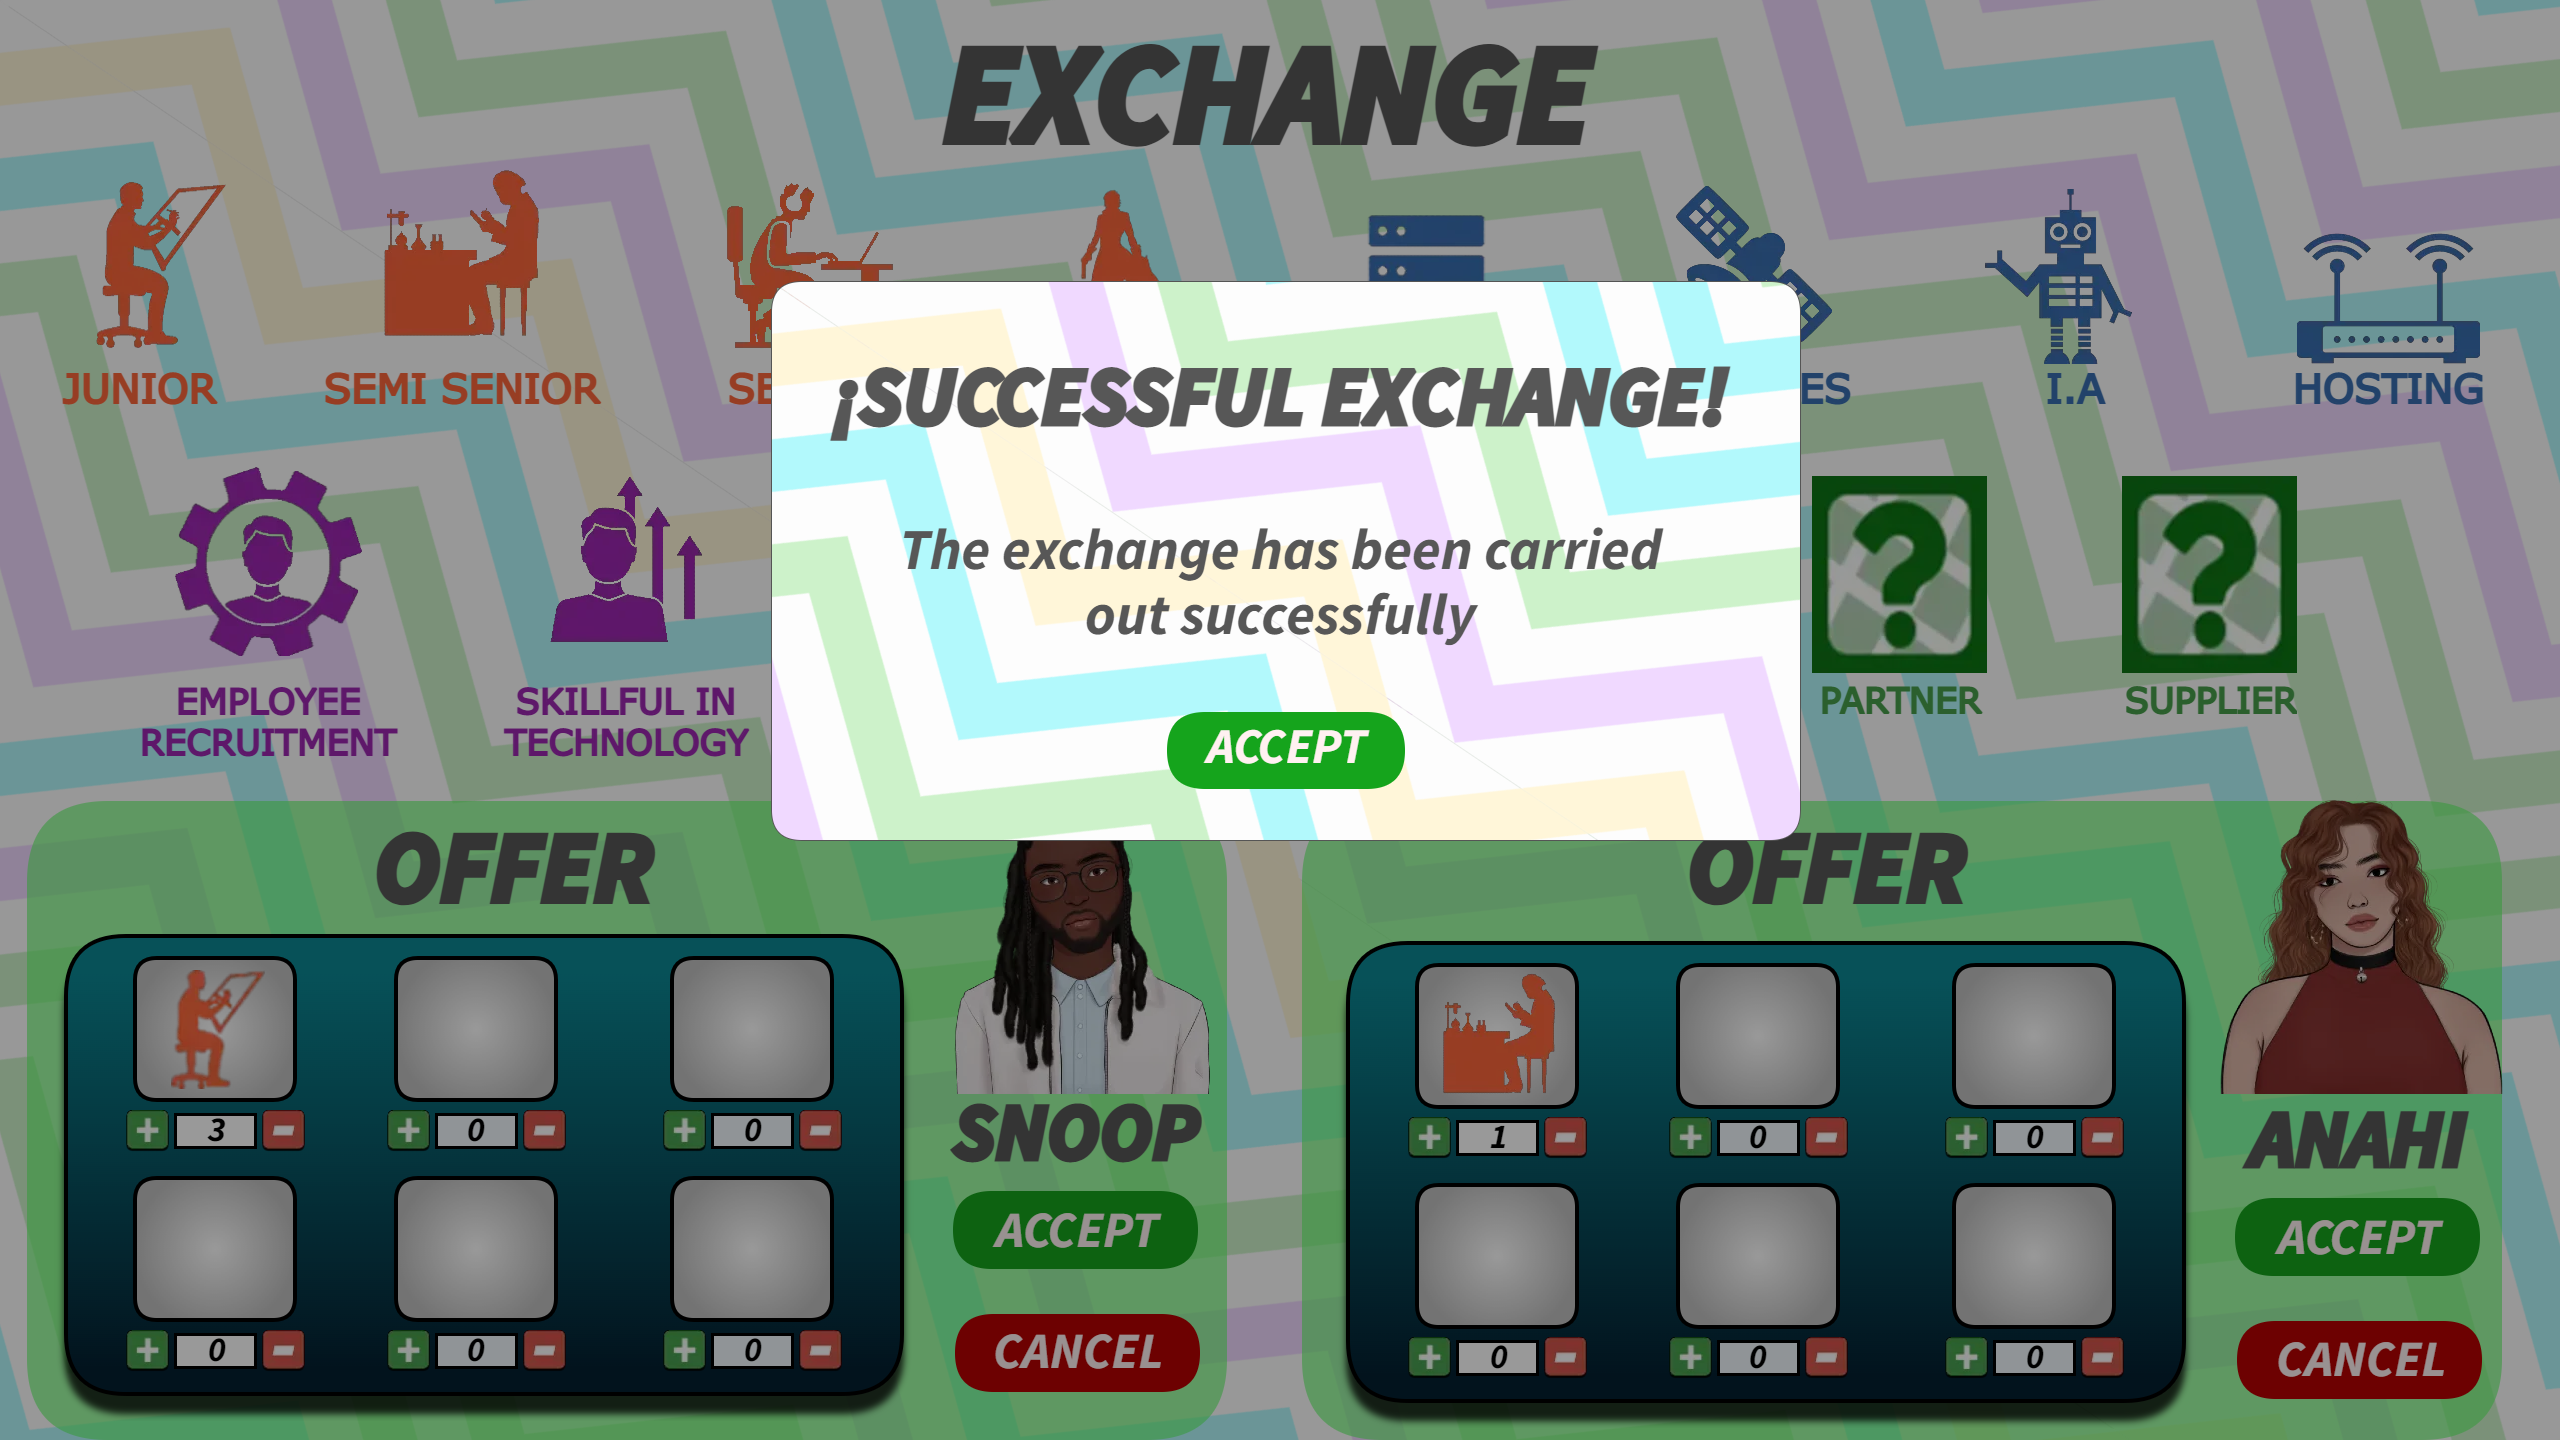 EXCHANGE
JUNIOR
SEMI SENIOR
SE
ES
I.A
HOSTING
¡SUCCESSFUL EXCHANGE!
The exchange has been carried
out successfully
ACCEPT
EMPLOYEE
RECRUITMENT
SKILLFUL IN
TECHNOLOGY
PARTNER
SUPPLIER
OFFER
3
0
0
0
0
0
SNOOP
ACCEPT
CANCEL
OFFER
1
0
0
0
0
0
ANAHI
ACCEPT
CANCEL